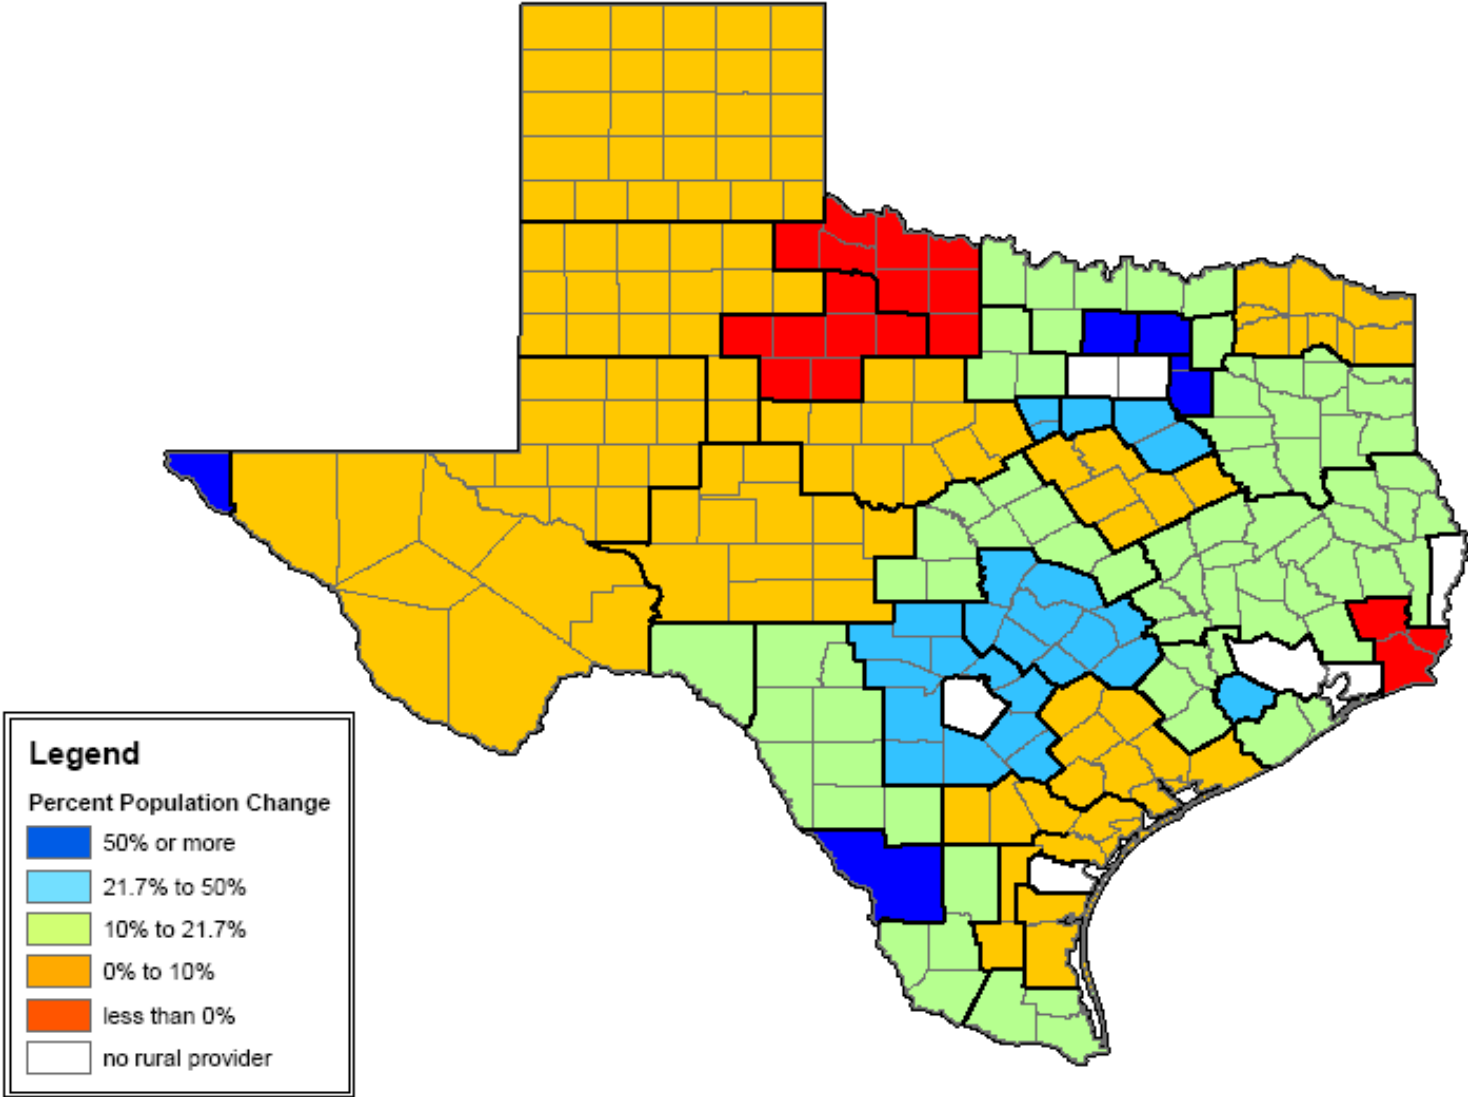 Legend
Percent Population Change
50% or more
21.7% to 50%
10% to 21.7%
0% to 10%
less than 0%
no rural provider